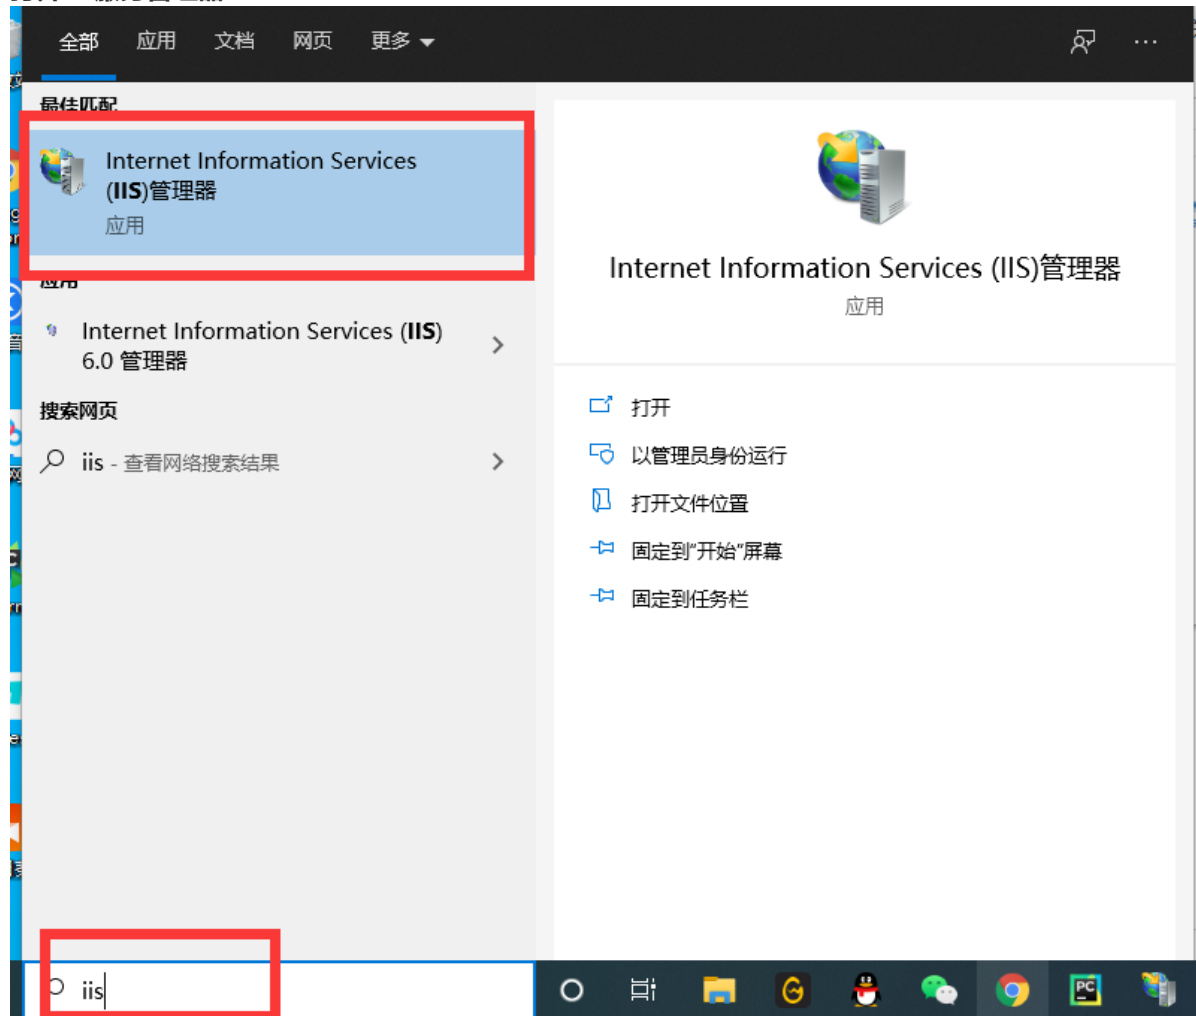 全部 应用 文档 网页 更多
最佳匹配
Internet Information Services
(IIS)管理器
应用
应用
Internet Information Services (IIS)
6.0 管理器
搜索网页
iis - 查看网络搜索结果
iis
Internet Information Services (IIS)管理器
应用
打开
以管理员身份运行
打开文件位置
固定到"开始"屏幕
固定到任务栏
PC